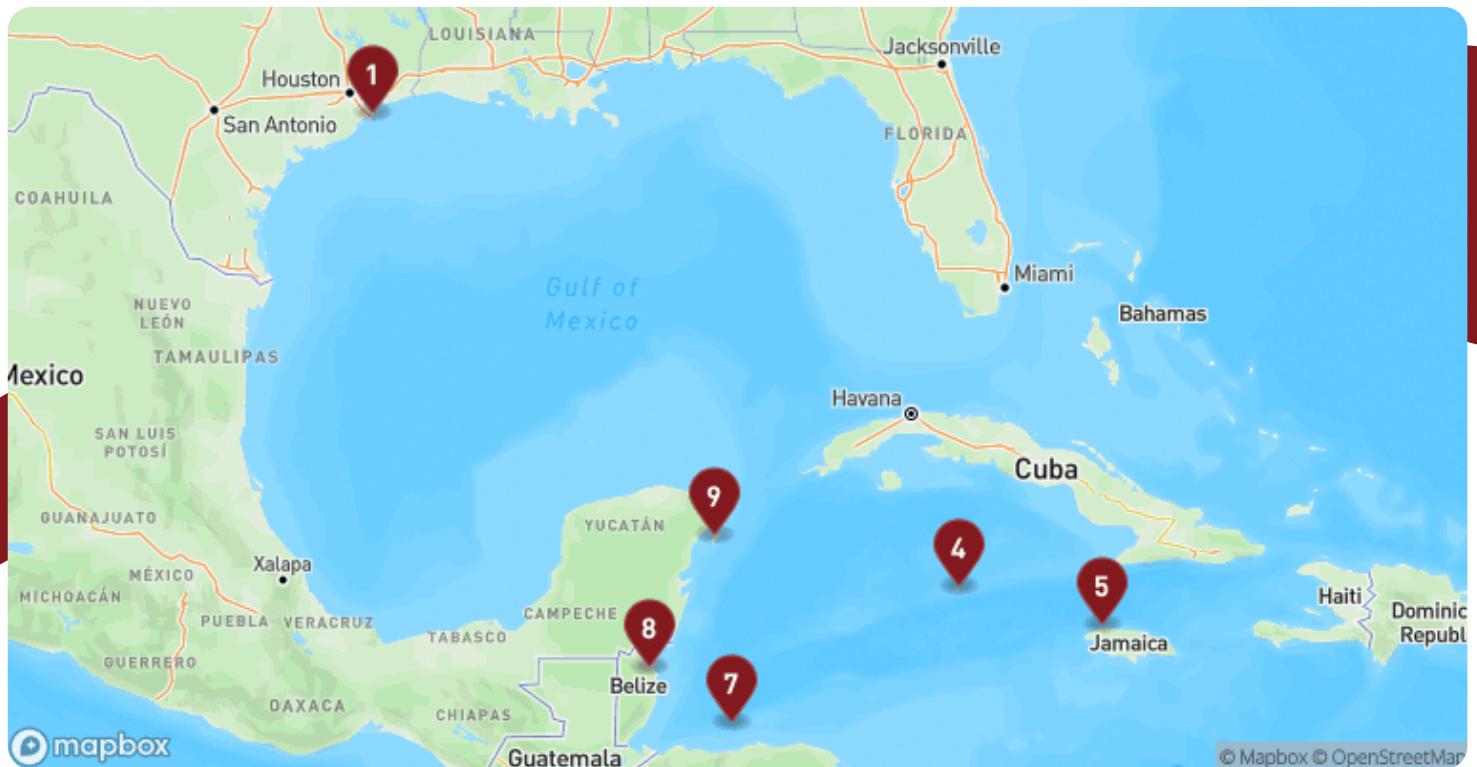 LOUISIANA
Jacksonville
Houston
1
San Antonio
FLORIDA
COAHUILA
Miami
Gulf of
Mexico
NUEVO
LEÓN
Bahamas
TAMAULIPAS
Mexico
Havana
SAN LUIS
POTOSÍ
Cuba
9
GUANAJUATO
YUCATÁN
4
Xalapa
MÉXICO
5
MICHOACÁN
Haiti
Dominic
Republ
PUEBLA
VERACRUZ
CAMPECHE
8
TABASCO
Jamaica
GUERRERO
Belize
7
OAXACA
CHIAPAS
mapbox
Guatemala
© Mapbox © OpenStreetMap